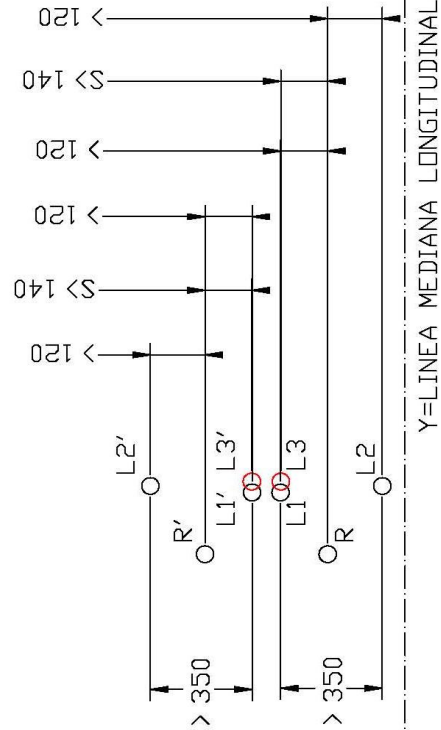 > 120
S> 140
> 120
> 120
S> 140
> 120
L2'
R'
L1'
L3'
L1
L3
R
L2
> 350
> 350
Y=LINEA MEDIANA LONGITUDINAL